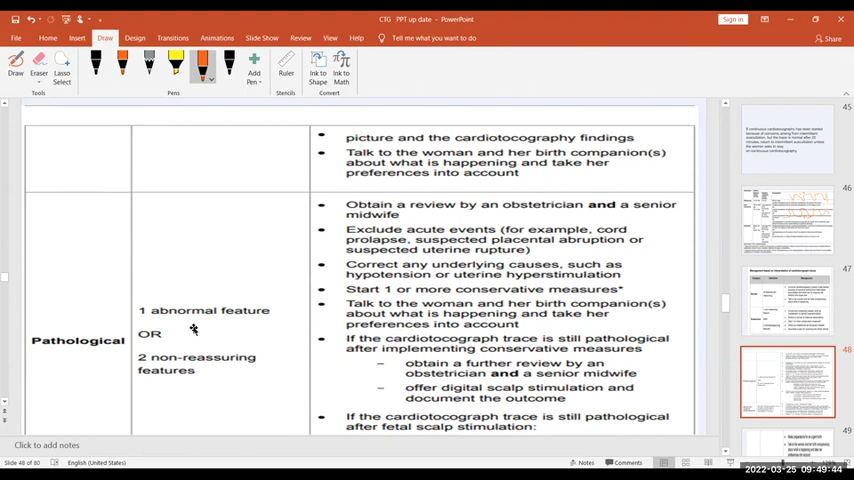 CTG PPT up date - PowerPoint
Sign in
File Home Insert Draw Design Transitions Animations Slide Show Review View Help Tell me what you want to do
Share
Draw Eraser Lasso Select
Add Pen
Ruler
Ink to Shape
Ink to Math
Tools
Pens
Stencils
Convert
picture and the cardiotocography findings
Talk to the woman and her birth companion(s)
about what is happening and take her
preferences into account
Pathological
1 abnormal feature
OR
2 non-reassuring
features
Obtain a review by an obstetrician and a senior
midwife
Exclude acute events (for example, cord
prolapse, suspected placental abruption or
suspected uterine rupture)
Correct any underlying causes, such as
hypotension or uterine hyperstimulation
Start 1 or more conservative measures*
Talk to the woman and her birth companion(s)
about what is happening and take her
preferences into account
If the cardiotocograph trace is still pathological
after implementing conservative measures
– obtain a further review by an
obstetrician and a senior midwife
– offer digital scalp stimulation and
document the outcome
If the cardiotocograph trace is still pathological
after fetal scalp stimulation:
45
46
47
48
49
Click to add notes
Slide 48 of 80
English (United States)
Notes
Comments
2022-03-25 09:49:44